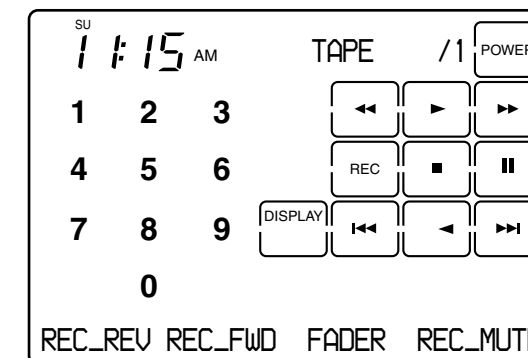 SU
11:15 AM TAPE /1 POWER
1 2 3
4 5 6 REC
7 8 9 DISPLAY
0
REC_REV REC_FWD FADER REC_MUTE